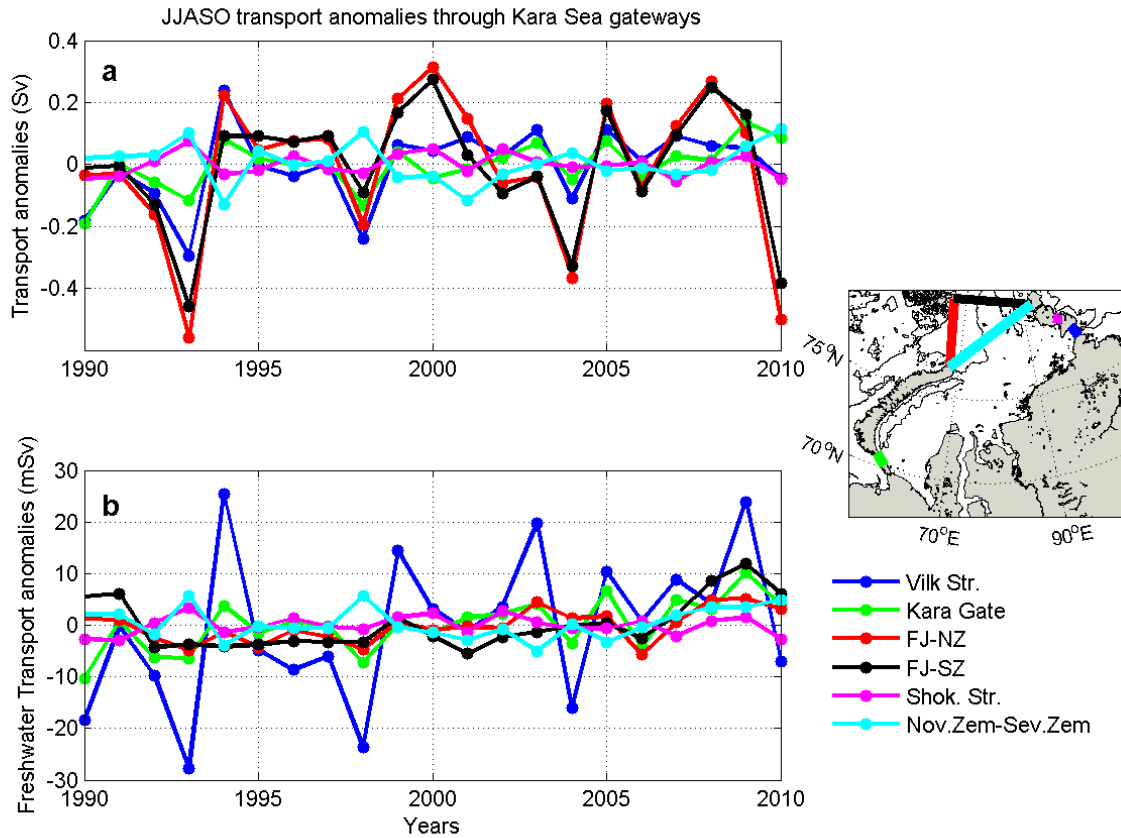 JJASO transport anomalies through Kara Sea gateways
a
Transport anomalies (Sv)
0.4
0.2
0
-0.2
-0.4
1990 1995 2000 2005 2010
75°N
70°N
70°E 90°E
b
Freshwater Transport anomalies (mSv)
30
20
10
0
-10
-20
-30
1990 1995 2000 2005 2010
Years
Vilk Str.
Kara Gate
FJ-NZ
FJ-SZ
Shok. Str.
Nov.Zem-Sev.Zem